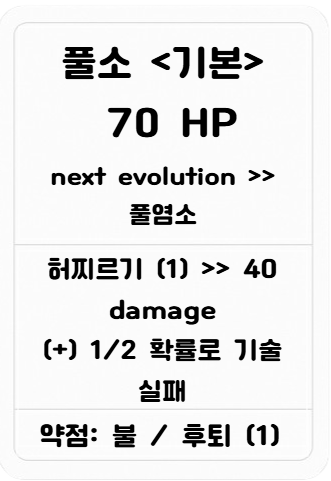 풀소 <기본>
70 HP
next evolution >>
풀염소
허찌르기 (1) >> 40
damage
(+) 1/2 확률로 기술
실패
약점: 불 / 후퇴 (1)